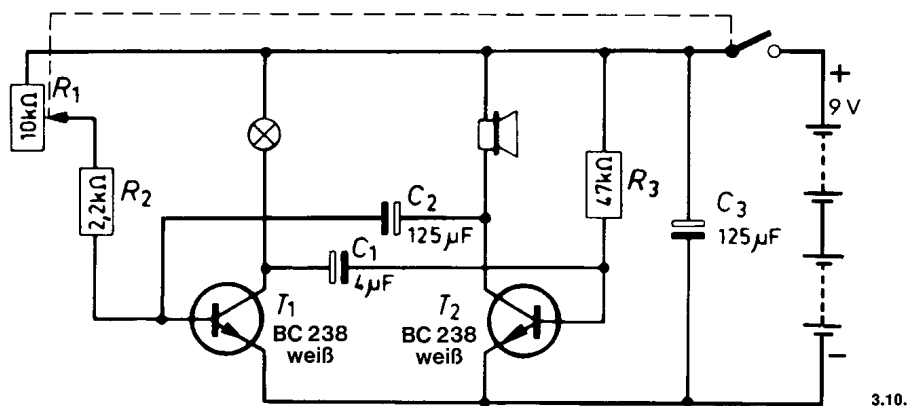 R1
10kΩ
R2
2,2kΩ
C2
125µF
C1
4µF
T1
BC 238
weiß
T2
BC 238
weiß
47kΩ
R3
C3
125µF
+
9V
−
3.10.